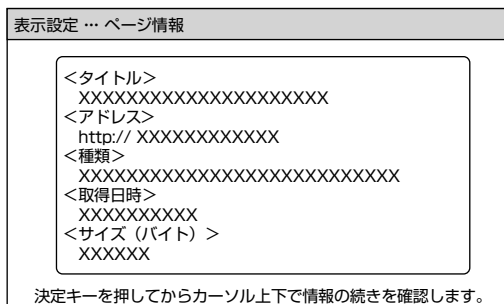 表示設定 … ページ情報
＜タイトル＞
XXXXXXXXXXXXXXXXXXXXX
＜アドレス＞
http:// XXXXXXXXXXXX
＜種類＞
XXXXXXXXXXXXXXXXXXXXXXXXXXX
＜取得日時＞
XXXXXXXXXX
＜サイズ（バイト）＞
XXXXXX
決定キーを押してからカーソル上下で情報の続きを確認します。